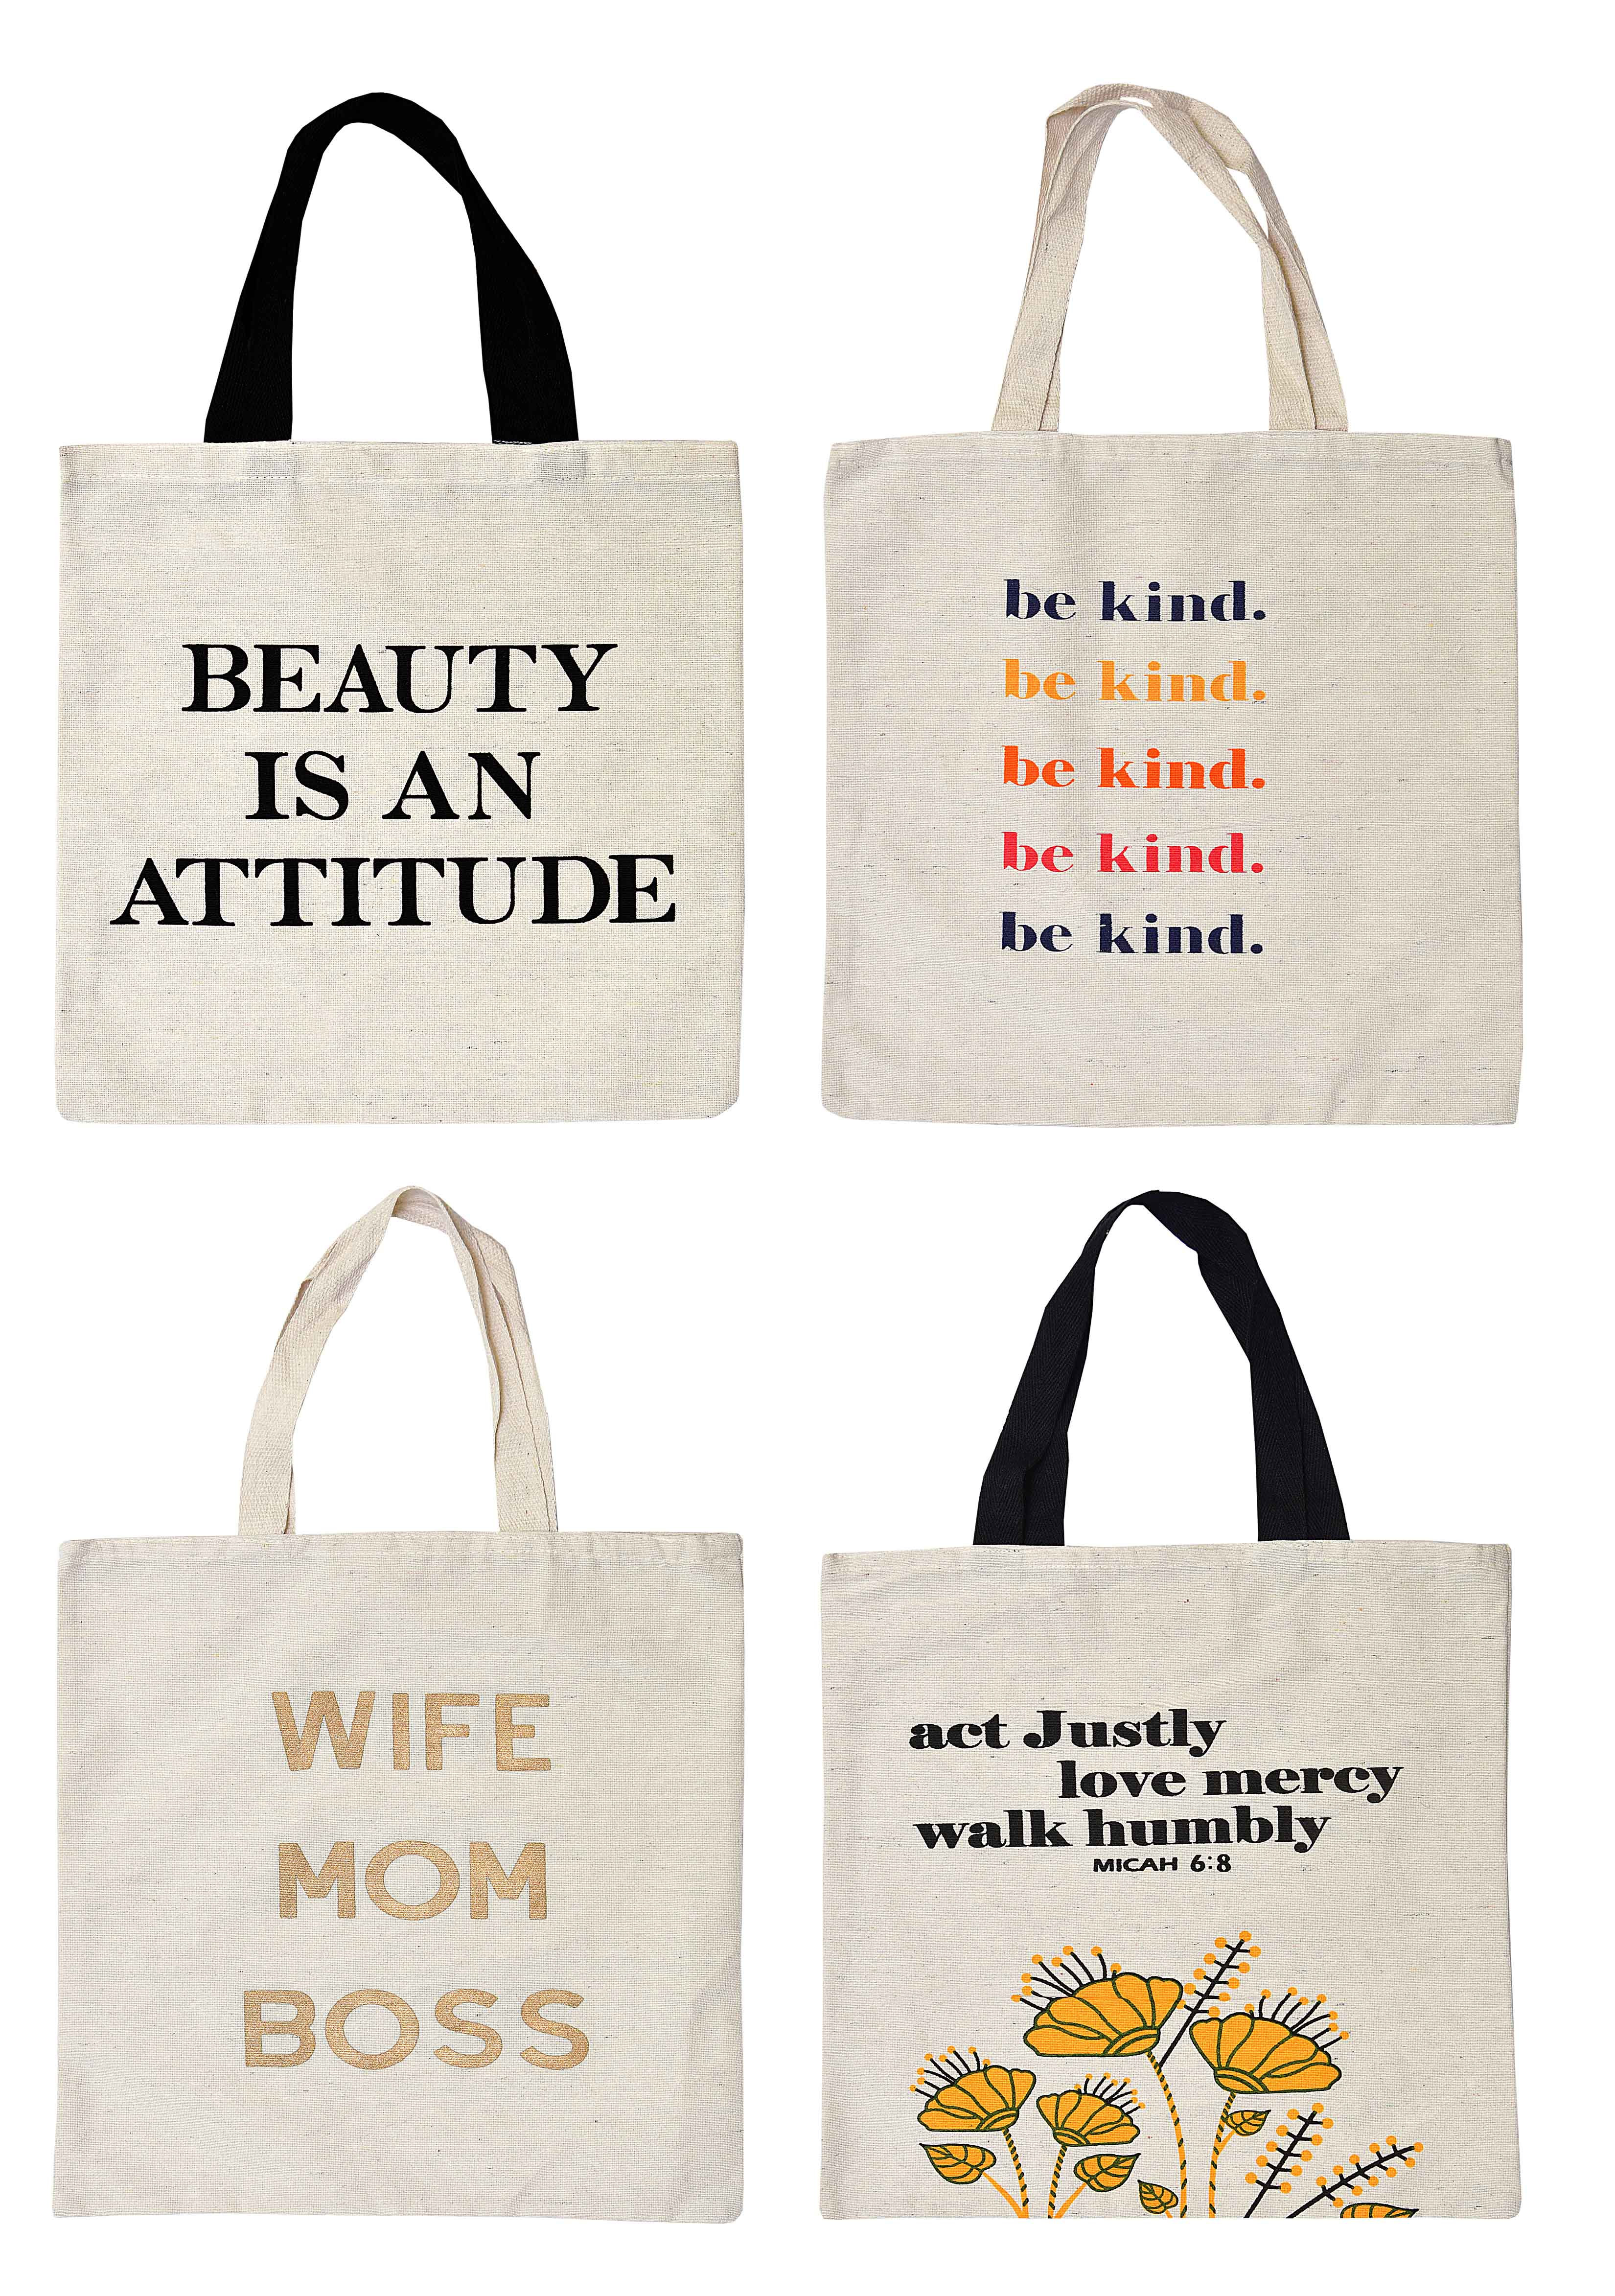 BEAUTY
IS AN
ATTITUDE
be kind.
be kind.
be kind.
be kind.
be kind.
WIFE
MOM
BOSS
act Justly
love mercy
walk humbly
MICAH 6:8